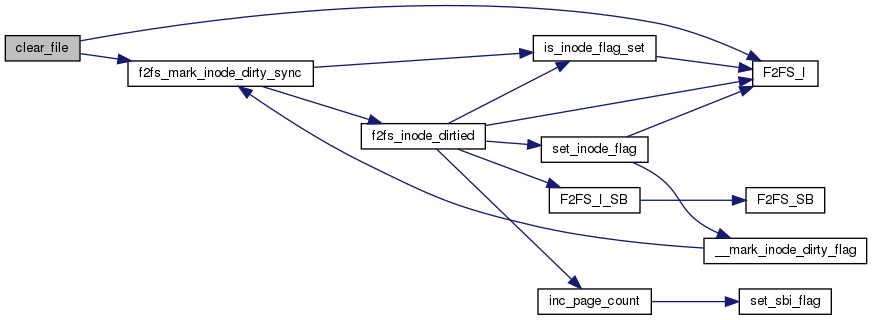 clear_file
f2fs_mark_inode_dirty_sync
is_inode_flag_set
F2FS_I
f2fs_inode_dirtied
set_inode_flag
F2FS_I_SB
F2FS_SB
__mark_inode_dirty_flag
inc_page_count
set_sbi_flag